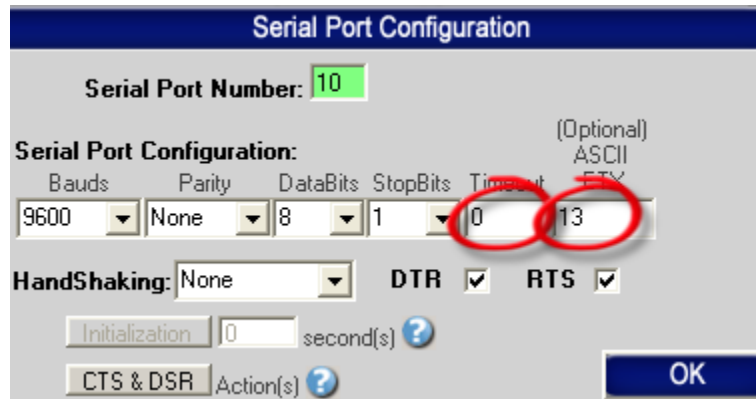 Serial Port Configuration
Serial Port Number: 10
(Optional)
Serial Port Configuration: ASCII
Bauds Parity DataBits StopBits Timeout ETX
9600 None 8 1 0 13
HandShaking: None DTR RTS
Initialization 0 second(s) ?
CTS & DSR Action(s) ? OK